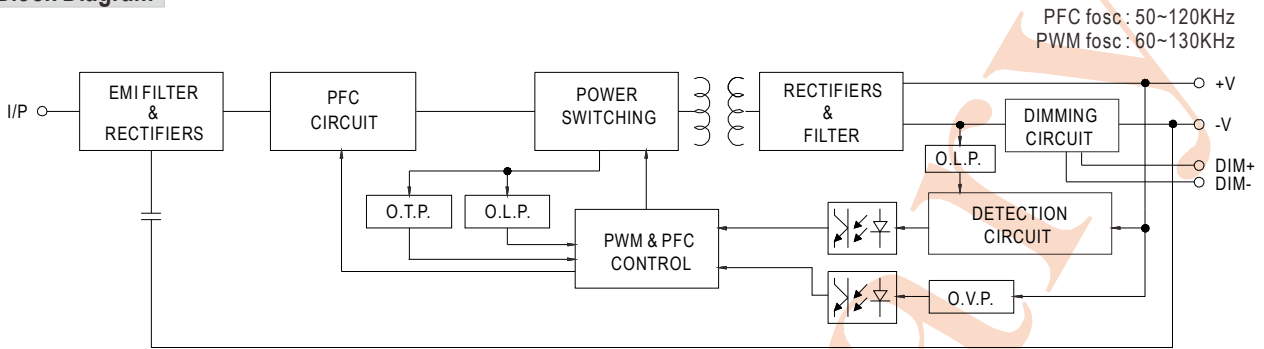 Block Diagram
PFC fosc : 50~120KHz
PWM fosc : 60~130KHz
I/P
EMI FILTER
&
RECTIFIERS
PFC
CIRCUIT
POWER
SWITCHING
RECTIFIERS
&
FILTER
DIMMING
CIRCUIT
+V
-V
DIM+
DIM-
O.L.P.
O.T.P.
O.L.P.
PWM & PFC
CONTROL
DETECTION
CIRCUIT
O.V.P.